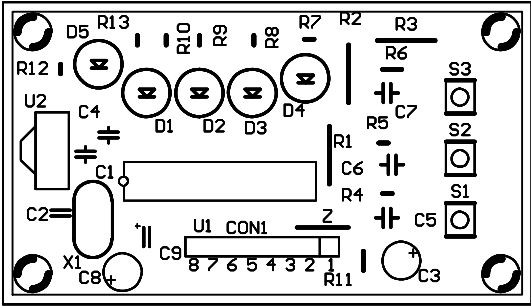 D5
R13
R10
R9
R8
R7
R2
R3
R6
R12
S3
U2
C4
D1
D2
D3
D4
C7
R5
S2
R1
C6
C1
R4
S1
C2
C5
U1
CON1
Z
X1
C8
+
+
C9
8 7 6 5 4 3 2 1
R11
+
C3